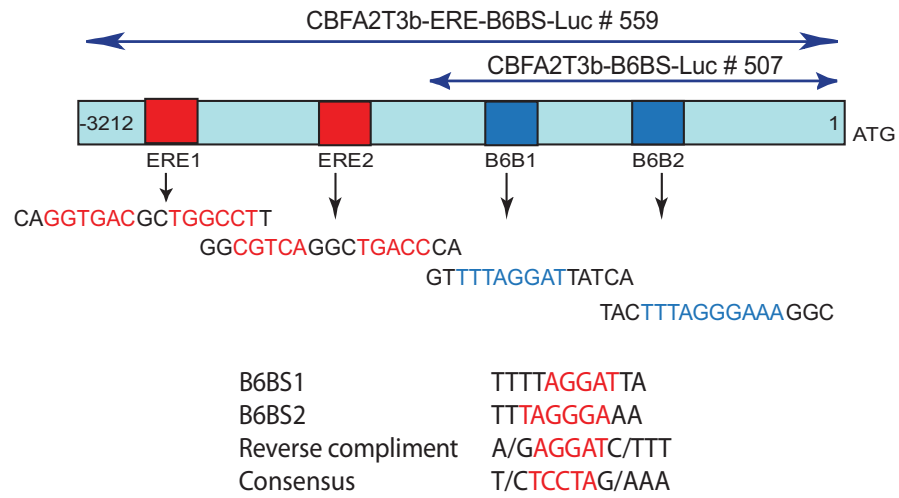 CBFA2T3b-ERE-B6BS-Luc # 559
CBFA2T3b-B6BS-Luc # 507
-3212 1 ATG
ERE1 ERE2 B6B1 B6B2
CAGGTGACGCTGGCCTT
GGCGTCAGGCTGACCCA
GTTTTAGGATTATCA
TACTTTAGGGAAAGGC
B6BS1 TTTTAGGATTA
B6BS2 TTTAGGGAAA
Reverse compliment A/GAGGATC/TTT
Consensus T/CTCCTAG/AAA